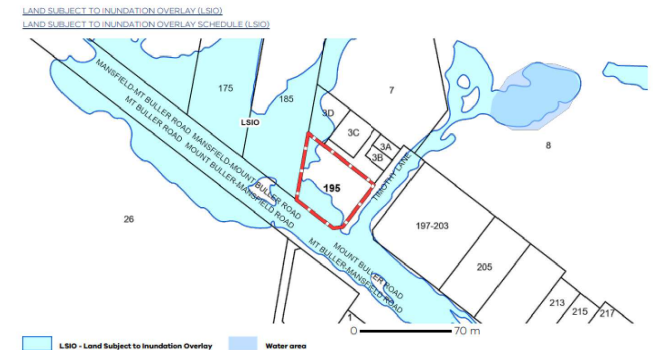 LAND SUBJECT TO INUNDATION OVERLAY (LSIO)
LAND SUBJECT TO INUNDATION OVERLAY SCHEDULE (LSIO)
175
185
7
LSIO
3D
3C
3A
3B
8
MANSFIELD-MT BULLER ROAD
MANSFIELD-MOUNT BULLER ROAD
MT BULLER ROAD
MOUNT BULLER-MANSFIELD ROAD
195
TIMOTHY LANE
26
197-203
MOUNT BULLER ROAD
MT BULLER-MANSFIELD ROAD
205
213
215
217
1
0
70 m
LSIO - Land Subject to Inundation Overlay
Water area